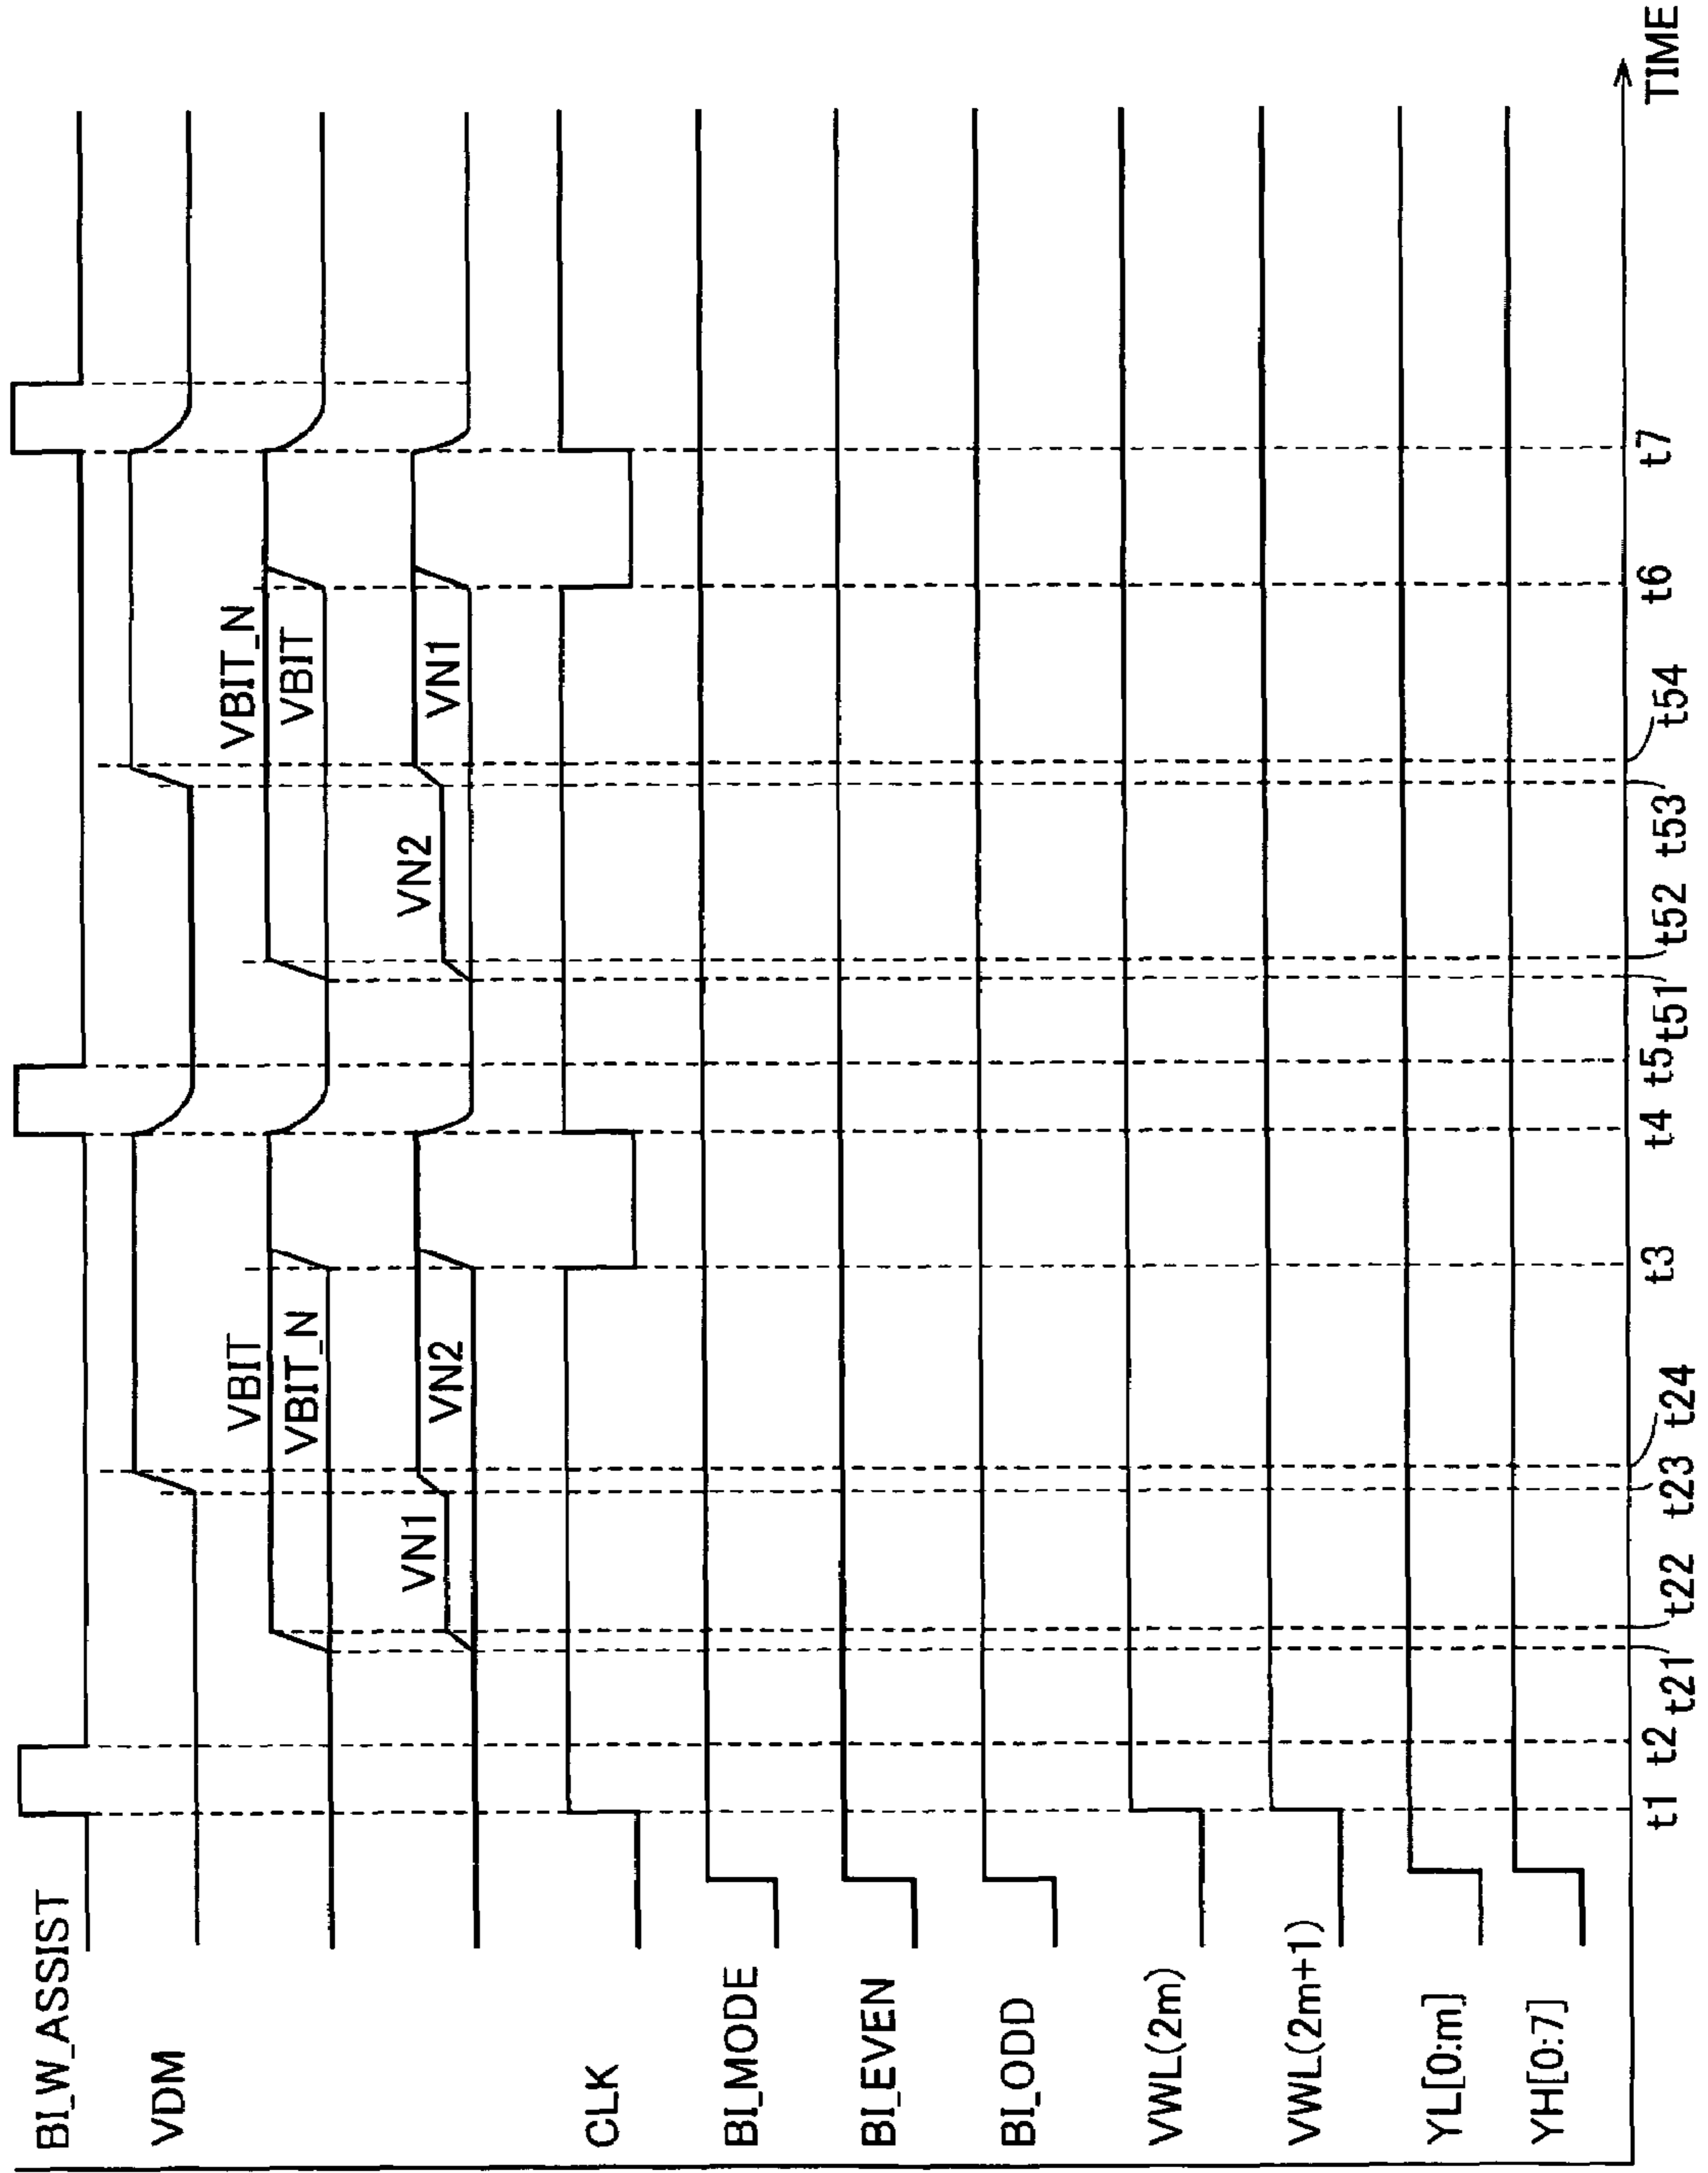 BI_W_ASSIST
VDM
VBIT
VBIT_N
VBIT_N
VBIT
VN1
VN2
VN2
VN1
CLK
BI_MODE
BI_EVEN
BI_ODD
VWL(2m)
VWL(2m+1)
YL[0:m]
YH[0:7]
t1 t2 t21 t22 t23 t24 t3 t4 t5 t51 t52 t53 t54 t6 t7 TIME